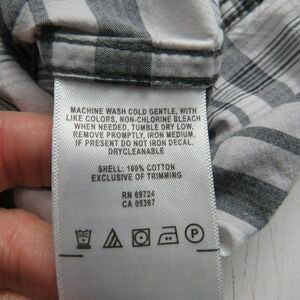 MACHINE WASH COLD GENTLE, WITH
LIKE COLORS, NON-CHLORINE BLEACH
WHEN NEEDED, TUMBLE DRY LOW,
REMOVE PROMPTLY, IRON MEDIUM,
IF PRESENT DO NOT IRON DECAL,
DRYCLEANABLE
SHELL: 100% COTTON
EXCLUSIVE OF TRIMMING
RN 69724
CA 05367
P